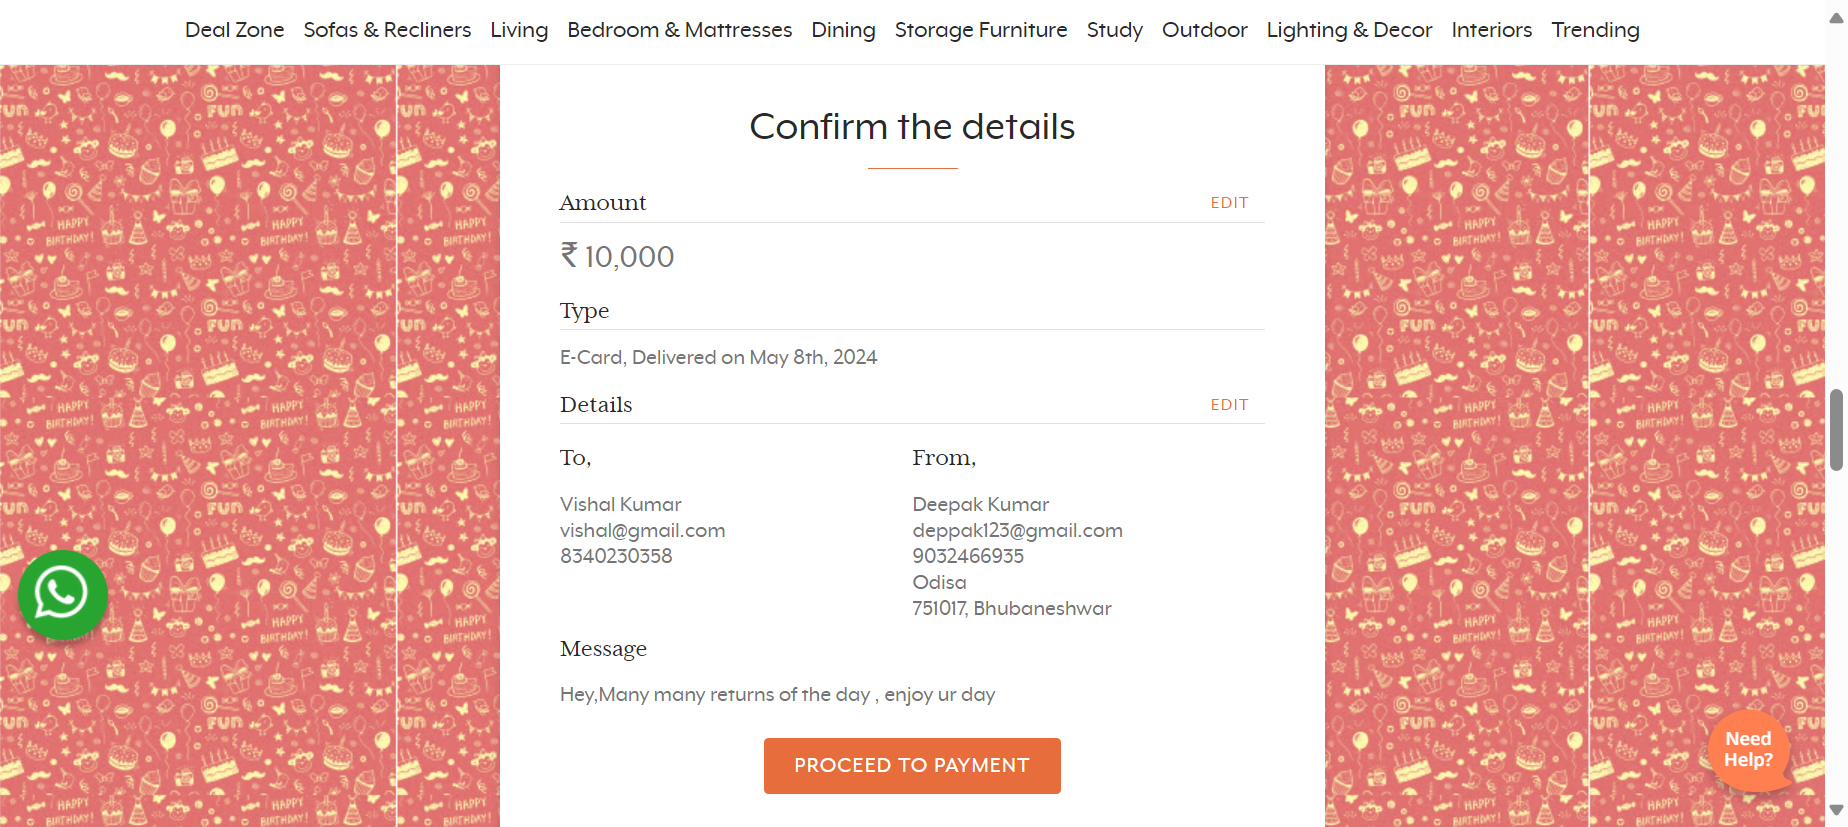 Deal Zone Sofas & Recliners Living Bedroom & Mattresses Dining Storage Furniture Study Outdoor Lighting & Decor Interiors Trending
Confirm the details
Amount EDIT
₹ 10,000
Type
E-Card, Delivered on May 8th, 2024
Details EDIT
To, From,
Vishal Kumar Deepak Kumar
vishal@gmail.com deppak123@gmail.com
8340230358 9032466935
Odisa
751017, Bhubaneshwar
Message
Hey,Many many returns of the day , enjoy ur day
PROCEED TO PAYMENT
Need
Help?
FUN
HAPPY
BIRTHDAY!